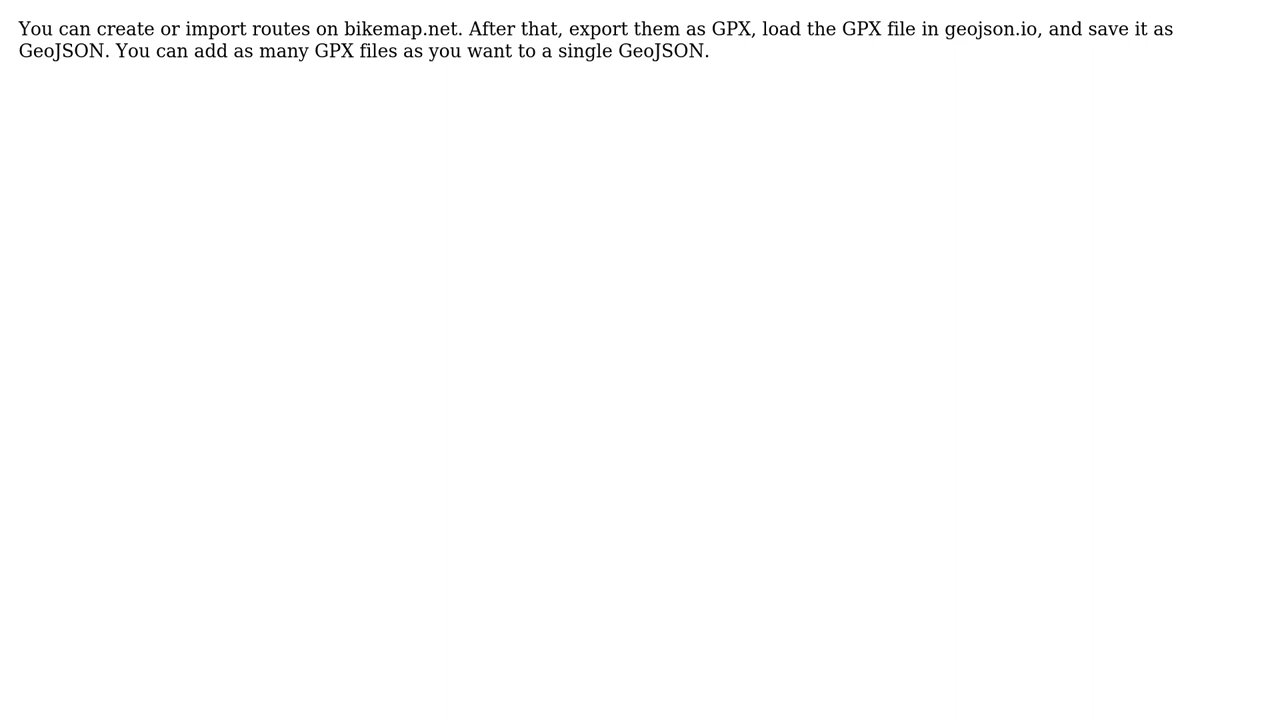 You can create or import routes on bikemap.net. After that, export them as GPX, load the GPX file in geojson.io, and save it as
GeoJSON. You can add as many GPX files as you want to a single GeoJSON.